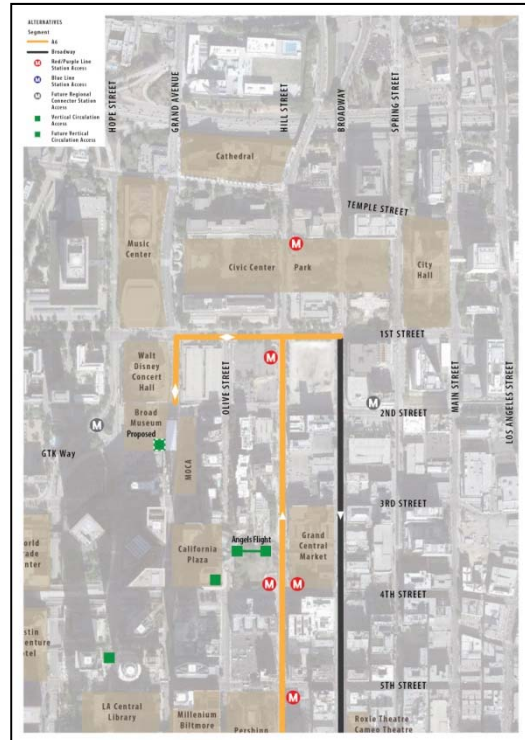 ALTERNATIVES
Segment
A6
Broadway
Red/Purple Line
Station Access
Blue Line
Station Access
Future Regional
Connector Station
Access
Vertical Circulation
Access
Future Vertical
Circulation Access
HOPE STREET
GRAND AVENUE
HILL STREET
BROADWAY
SPRING STREET
Cathedral
TEMPLE STREET
Music
Center
M
Civic Center
Park
City
Hall
1ST STREET
Walt
Disney
Concert
Hall
OLIVE STREET
M
MAIN STREET
LOS ANGELES STREET
M
2ND STREET
Broad
Museum
Proposed
M
GTK Way
MOCA
3RD STREET
California
Plaza
Angels Flight
Grand
Central
Market
M
M
4TH STREET
5TH STREET
M
LA Central
Library
Millenium
Biltmore
Pershing
Roxie Theatre
Cameo Theatre